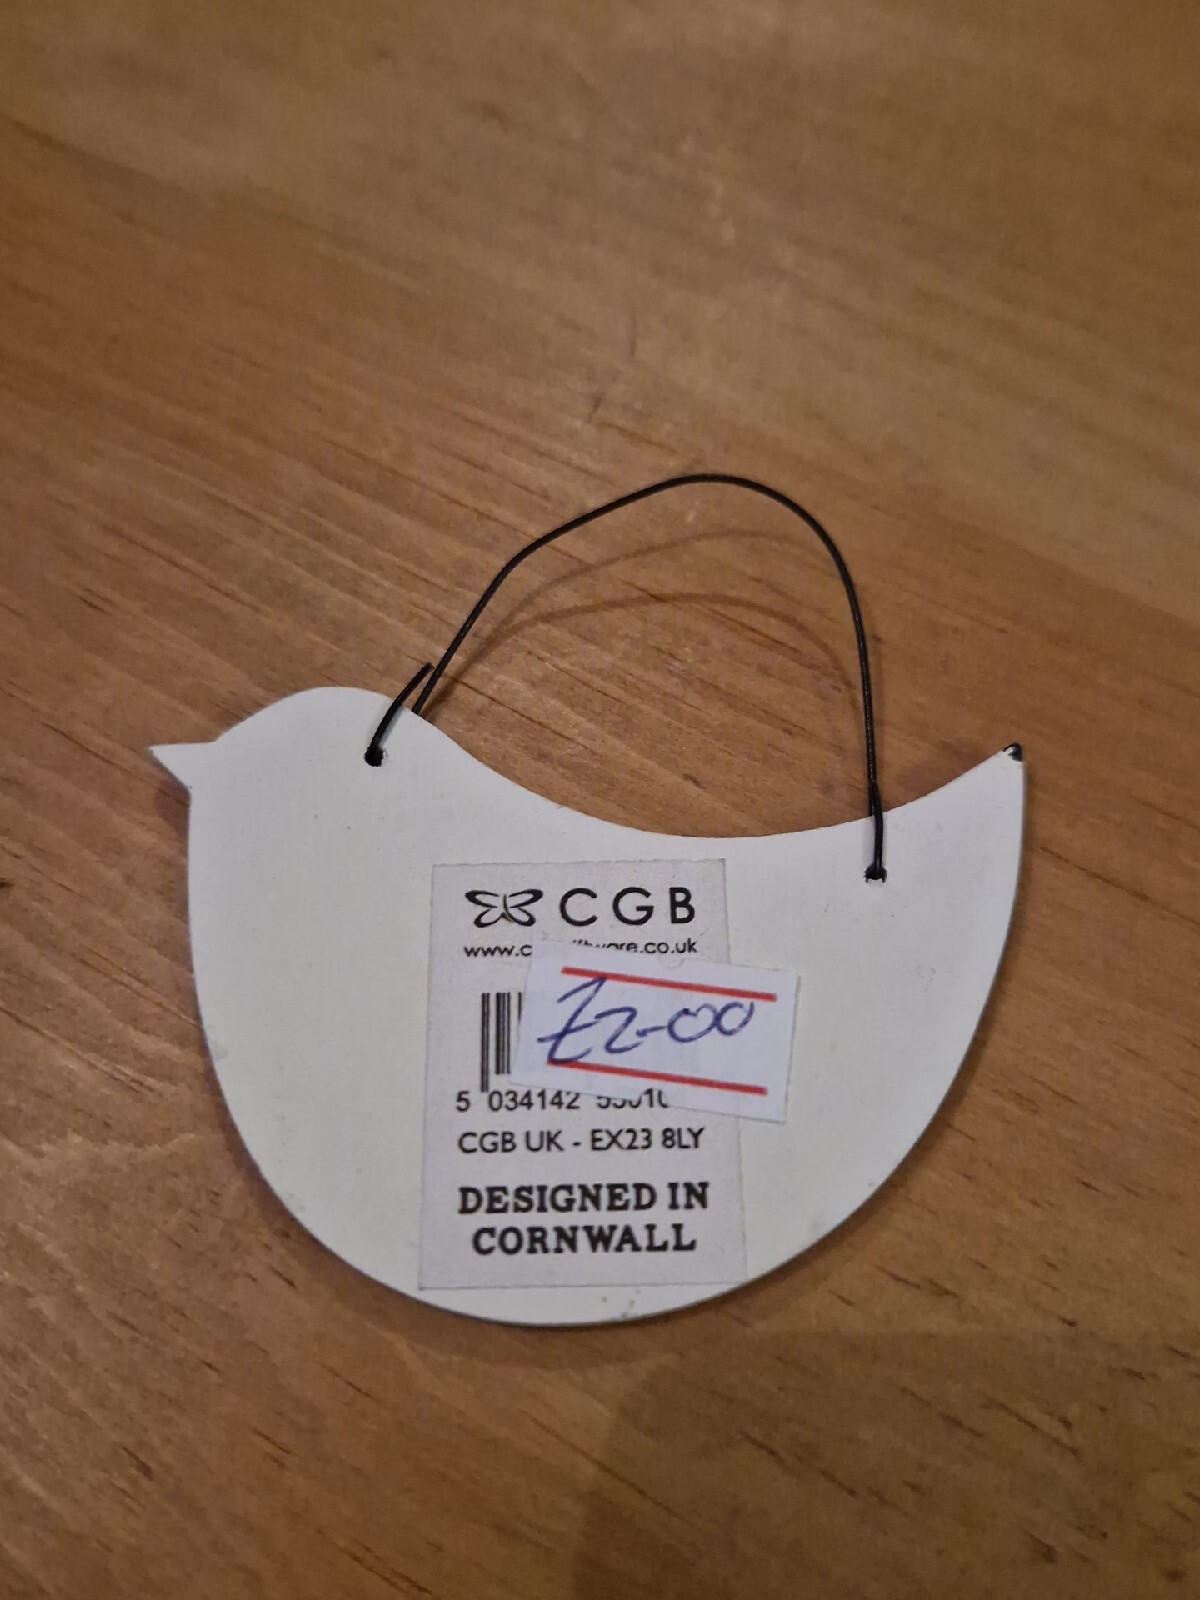 CGB
£2-00
5 034142
CGB UK - EX23 8LY
DESIGNED IN
CORNWALL